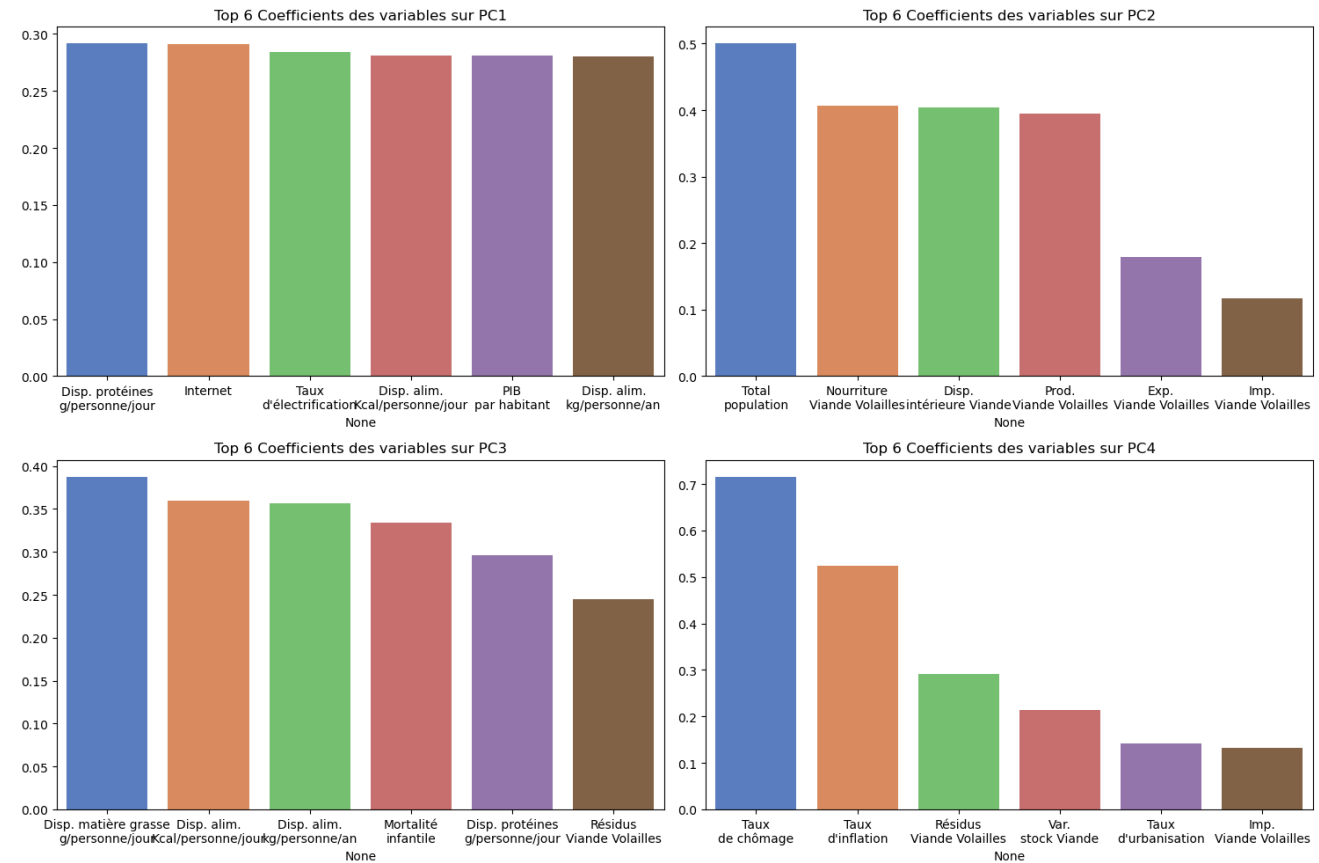 Top 6 Coefficients des variables sur PC1
0.30
0.25
0.20
0.15
0.10
0.05
0.00
Disp. protéines Internet Taux Disp. alim. PIB Disp. alim.
g/personne/jour d'électrification Kcal/personne/jour par habitant kg/personne/an
None
Top 6 Coefficients des variables sur PC2
0.5
0.4
0.3
0.2
0.1
0.0
Total Nourriture Disp. Prod. Exp. Imp.
population Viande Volailles intérieure Viande Viande Volailles Viande Volailles Viande Volailles
None
Top 6 Coefficients des variables sur PC3
0.40
0.35
0.30
0.25
0.20
0.15
0.10
0.05
0.00
Disp. matière grasse Disp. alim. Disp. alim. Mortalité Disp. protéines Résidus
g/personne/jour Kcal/personne/jour kg/personne/an infantile g/personne/jour Viande Volailles
None
Top 6 Coefficients des variables sur PC4
0.7
0.6
0.5
0.4
0.3
0.2
0.1
0.0
Taux Taux Résidus Var. Taux Imp.
de chômage d'inflation Viande Volailles stock Viande d'urbanisation Viande Volailles
None